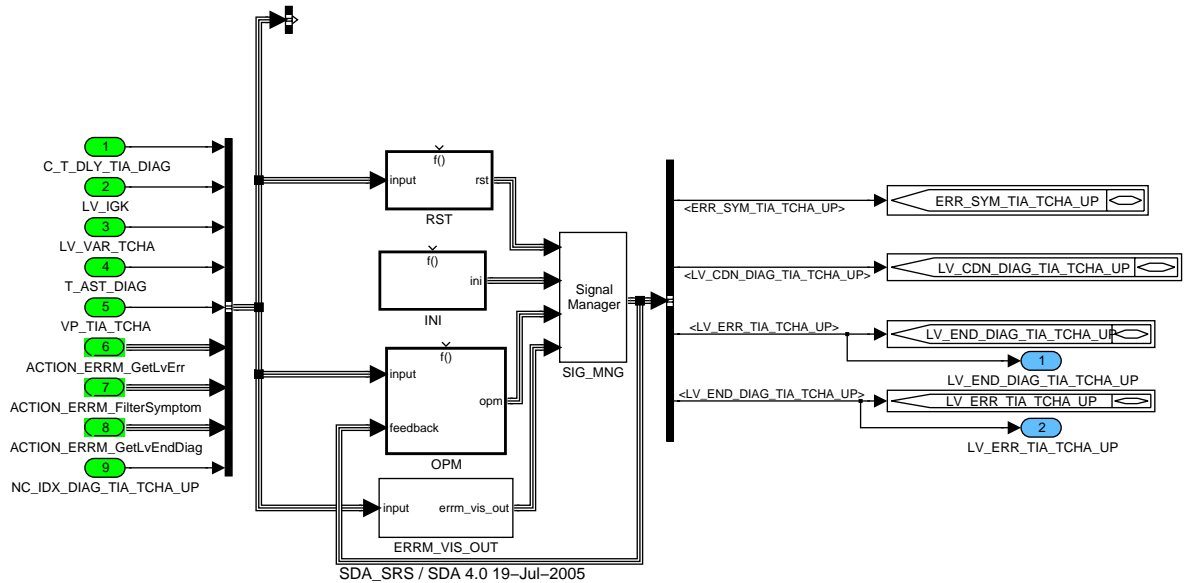 1
C_T_DLY_TIA_DIAG
2
LV_IGK
3
LV_VAR_TCHA
4
T_AST_DIAG
5
VP_TIA_TCHA
6
ACTION_ERRM_GetLvErr
7
ACTION_ERRM_FilterSymptom
8
ACTION_ERRM_GetLvEndDiag
9
NC_IDX_DIAG_TIA_TCHA_UP
f()
input rst
RST
f()
ini
INI
f()
input
opm
feedback
OPM
input errm_vis_out
ERRM_VIS_OUT
Signal
Manager
SIG_MNG
<ERR_SYM_TIA_TCHA_UP>
ERR_SYM_TIA_TCHA_UP
<LV_CDN_DIAG_TIA_TCHA_UP>
LV_CDN_DIAG_TIA_TCHA_UP
<LV_ERR_TIA_TCHA_UP>
LV_END_DIAG_TIA_TCHA_UP
1
LV_END_DIAG_TIA_TCHA_UP
<LV_END_DIAG_TIA_TCHA_UP>
LV_ERR_TIA_TCHA_UP
2
LV_ERR_TIA_TCHA_UP
SDA_SRS / SDA 4.0 19−Jul−2005